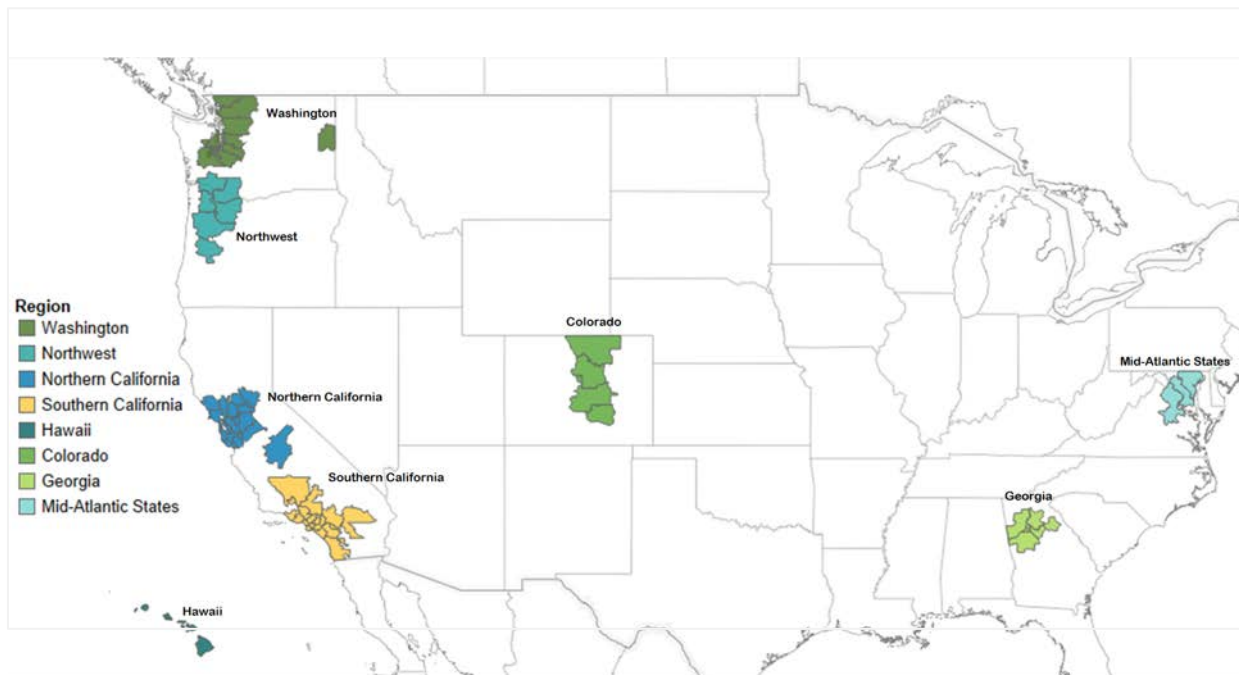 Washington
Northwest
Region
Washington
Northwest
Northern California
Southern California
Hawaii
Colorado
Georgia
Mid-Atlantic States
Colorado
Mid-Atlantic States
Northern California
Southern California
Georgia
Hawaii